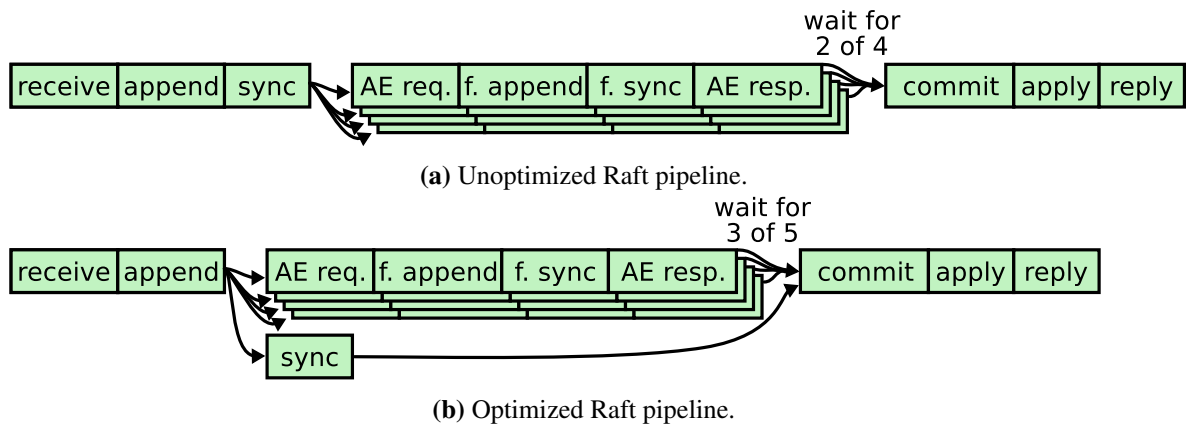 wait for
2 of 4
receive append sync AE req. f. append f. sync AE resp. commit apply reply
(a) Unoptimized Raft pipeline.
wait for
3 of 5
receive append AE req. f. append f. sync AE resp. commit apply reply
sync
(b) Optimized Raft pipeline.